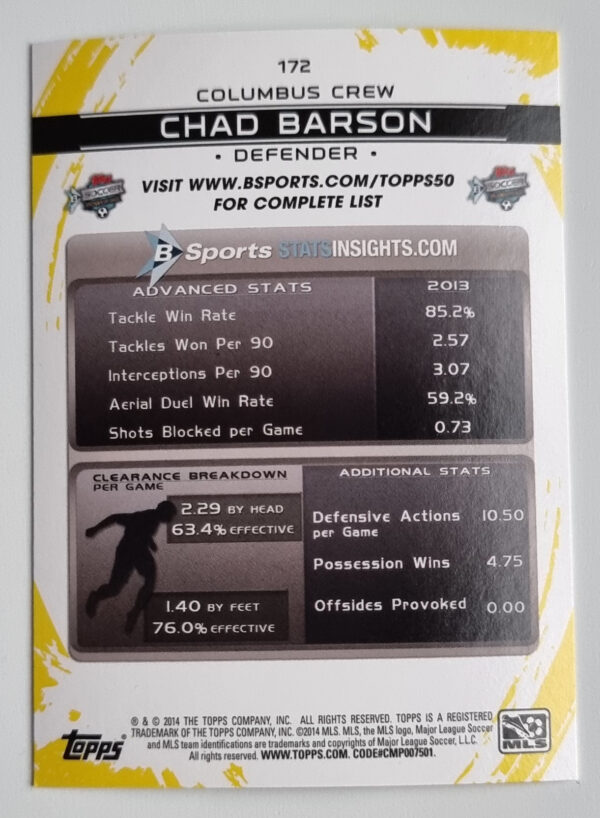 172
COLUMBUS CREW
CHAD BARSON
• DEFENDER •
VISIT WWW.BSPORTS.COM/TOPPS50
FOR COMPLETE LIST
SOCCER
SOCCER
B Sports STATSINSIGHTS.COM
ADVANCED STATS 2013
Tackle Win Rate 85.2%
Tackles Won Per 90 2.57
Interceptions Per 90 3.07
Aerial Duel Win Rate 59.2%
Shots Blocked per Game 0.73
CLEARANCE BREAKDOWN
PER GAME
2.29 BY HEAD
63.4% EFFECTIVE
1.40 BY FEET
76.0% EFFECTIVE
ADDITIONAL STATS
Defensive Actions 10.50
per Game
Possession Wins 4.75
Offsides Provoked 0.00
® & © 2014 THE TOPPS COMPANY, INC. ALL RIGHTS RESERVED. TOPPS IS A REGISTERED
TRADEMARK OF THE TOPPS COMPANY, INC. ©2014 MLS. MLS, the MLS logo, Major League Soccer
and MLS team identifications are trademarks and copyrights of Major League Soccer, L.L.C.
All rights reserved. WWW.TOPPS.COM. CODE#CMP007501.
topps®
MLS